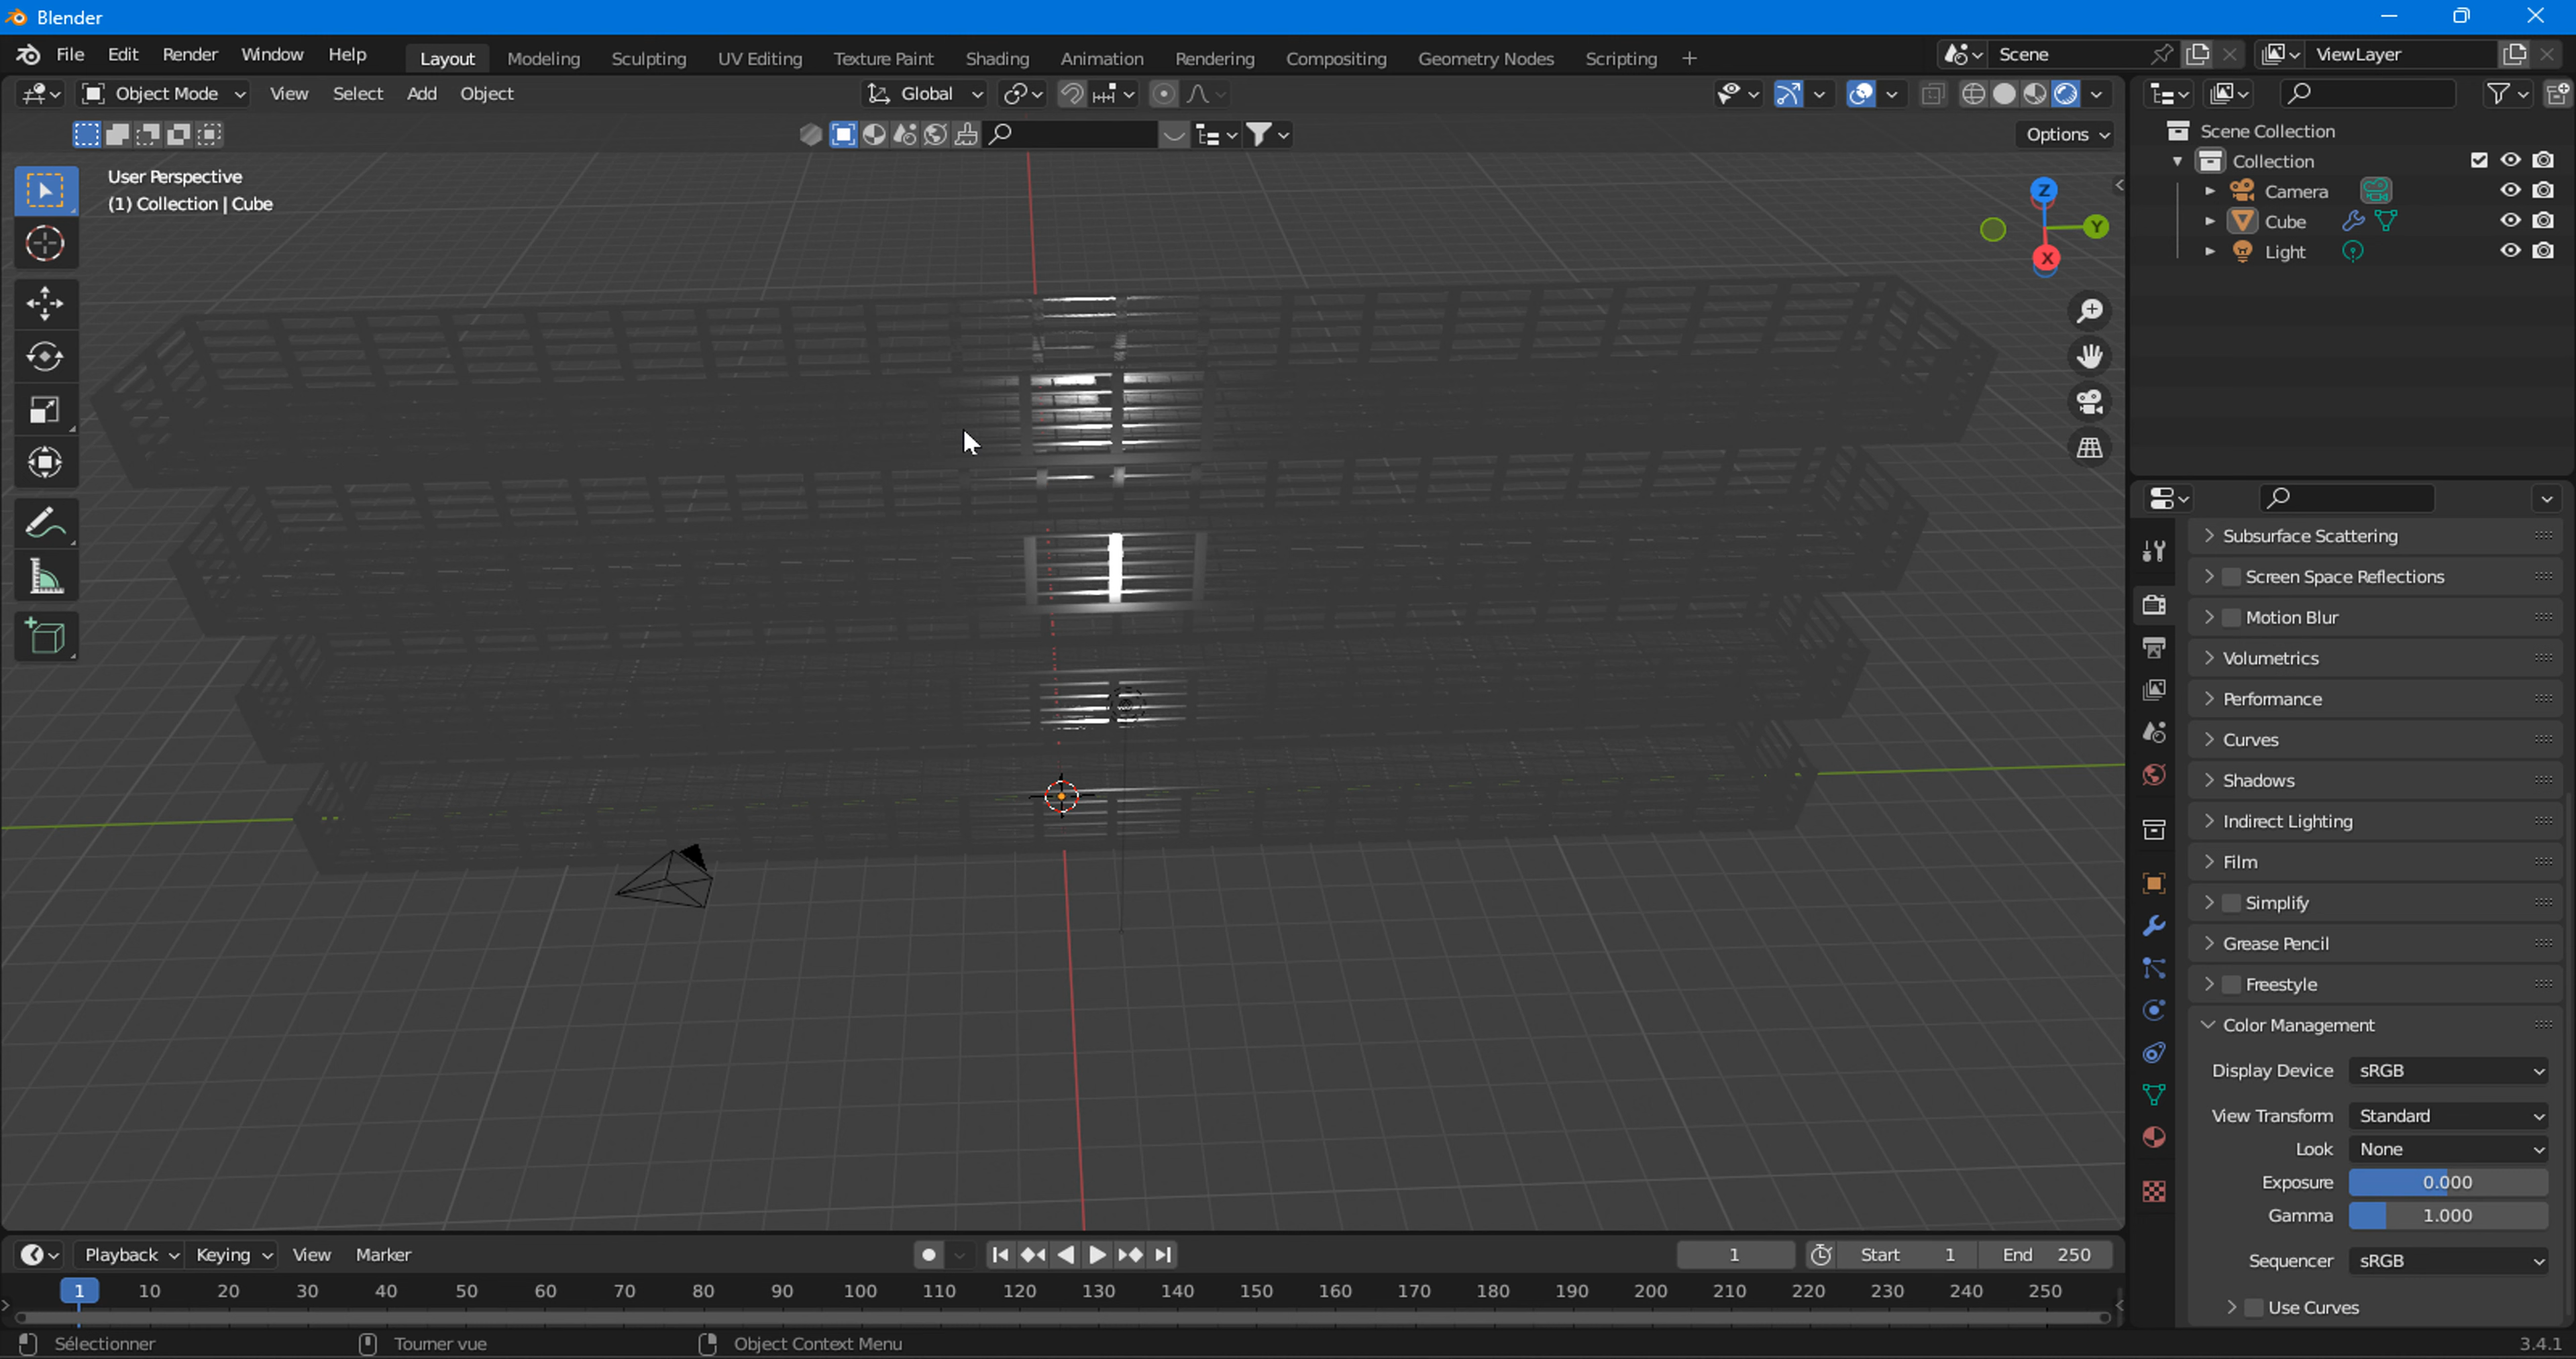 Blender
File Edit Render Window Help Layout Modeling Sculpting UV Editing Texture Paint Shading Animation Rendering Compositing Geometry Nodes Scripting + Scene ViewLayer
Object Mode View Select Add Object Global
Options
User Perspective
(1) Collection | Cube
Z
Y
X
Scene Collection
Collection
Camera
Cube
Light
Subsurface Scattering
Screen Space Reflections
Motion Blur
Volumetrics
Performance
Curves
Shadows
Indirect Lighting
Film
Simplify
Grease Pencil
Freestyle
Color Management
Display Device sRGB
View Transform Standard
Look None
Exposure 0.000
Gamma 1.000
Sequencer sRGB
Use Curves
Playback Keying View Marker 1 Start 1 End 250
1 10 20 30 40 50 60 70 80 90 100 110 120 130 140 150 160 170 180 190 200 210 220 230 240 250
Sélectionner Tourner vue Object Context Menu 3.4.1